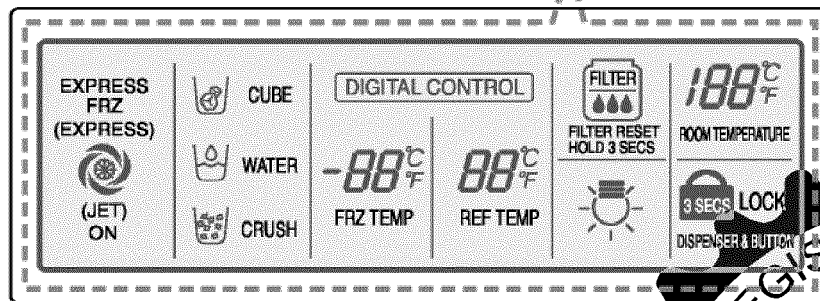 EXPRESS
FRZ
(EXPRESS)
(JET)
ON
CUBE
WATER
CRUSH
DIGITAL CONTROL
-88°C
°F
FRZ TEMP
88°C
°F
REF TEMP
FILTER
FILTER RESET
HOLD 3 SECS
188°C
°F
ROOM TEMPERATURE
3 SECS LOCK
DISPENSER & BUTTON